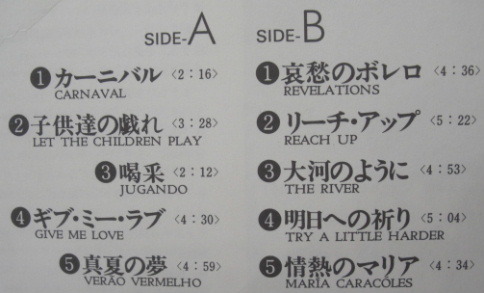 SIDE-A
❶カーニバル 〈2:16〉
CARNAVAL
❷子供達の戯れ 〈3:28〉
LET THE CHILDREN PLAY
❸喝采 〈2:12〉
JUGANDO
❹ギブ・ミー・ラブ 〈4:30〉
GIVE ME LOVE
❺真夏の夢 〈4:59〉
VERÃO VERMELHO
SIDE-B
❶哀愁のボレロ 〈4:36〉
REVELATIONS
❷リーチ・アップ 〈5:22〉
REACH UP
❸大河のように 〈4:53〉
THE RIVER
❹明日への祈り 〈5:04〉
TRY A LITTLE HARDER
❺情熱のマリア 〈4:34〉
MARIA CARACOLES